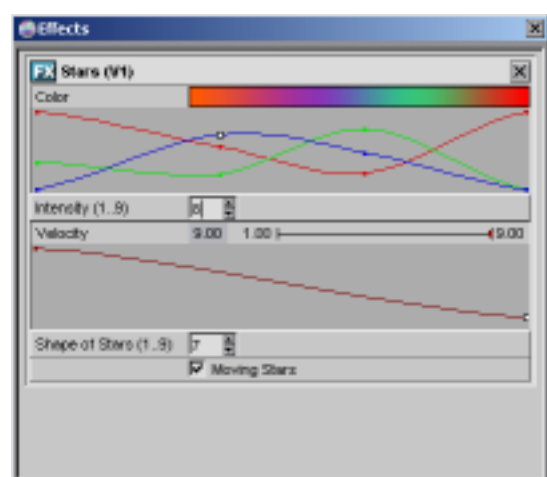 Effects
FX Stars (V1)
Color
Intensity (1..9)
Velocity 9.00 1.00 9.00
Shape of Stars (1..9) 7
Moving Stars